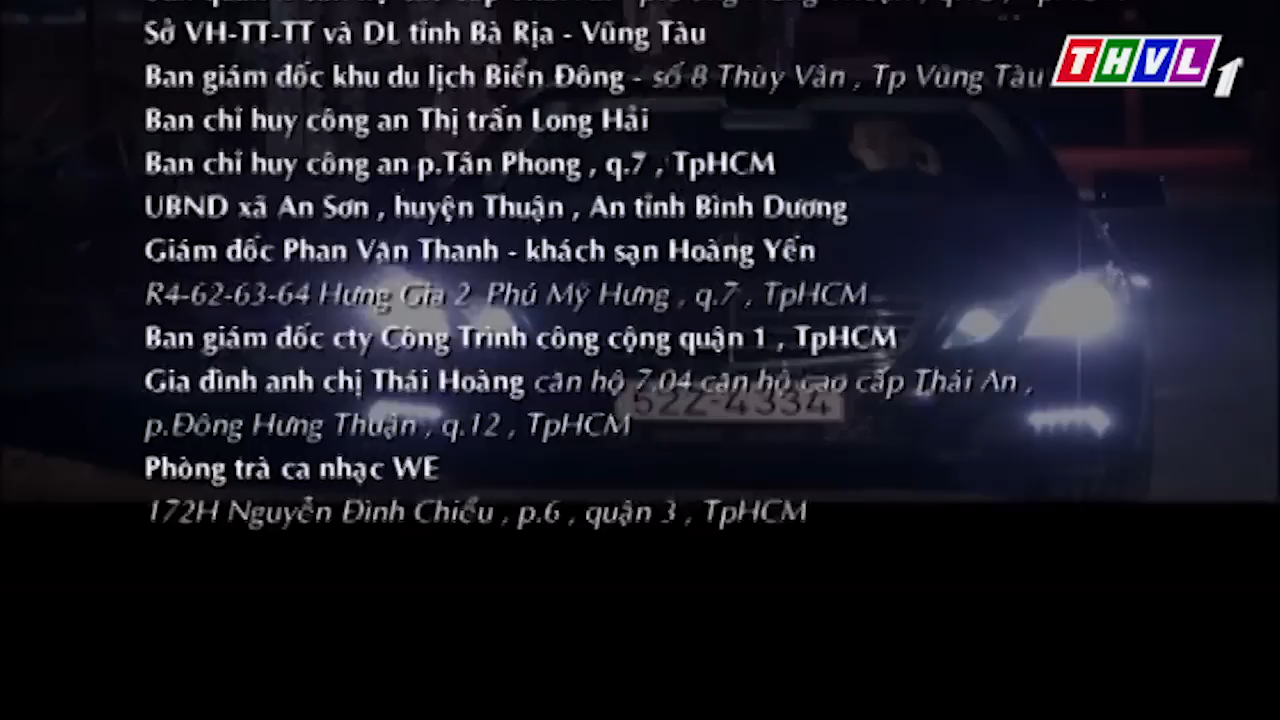 Sở VH-TT-TT và DL tỉnh Bà Rịa - Vũng Tàu
Ban giám đốc khu du lịch Biển Đông - số 8 Thùy Vân , Tp Vũng Tàu
THVL1
Ban chỉ huy công an Thị trấn Long Hải
Ban chỉ huy công an p.Tân Phong , q.7 , TpHCM
UBND xã An Sơn , huyện Thuận , An tỉnh Bình Dương
Giám đốc Phan Văn Thanh - khách sạn Hoàng Yến
R4-62-63-64 Hưng Gia 2 Phú Mỹ Hưng , q.7 , TpHCM
Ban giám đốc cty Công Trình công cộng quận 1 , TpHCM
Gia đình anh chị Thái Hoàng căn hộ 7.04 căn hộ cao cấp Thái An ,
52Z-4334
p.Đông Hưng Thuận , q.12 , TpHCM
Phòng trà ca nhạc WE
172H Nguyễn Đình Chiểu , p.6 , quận 3 , TpHCM